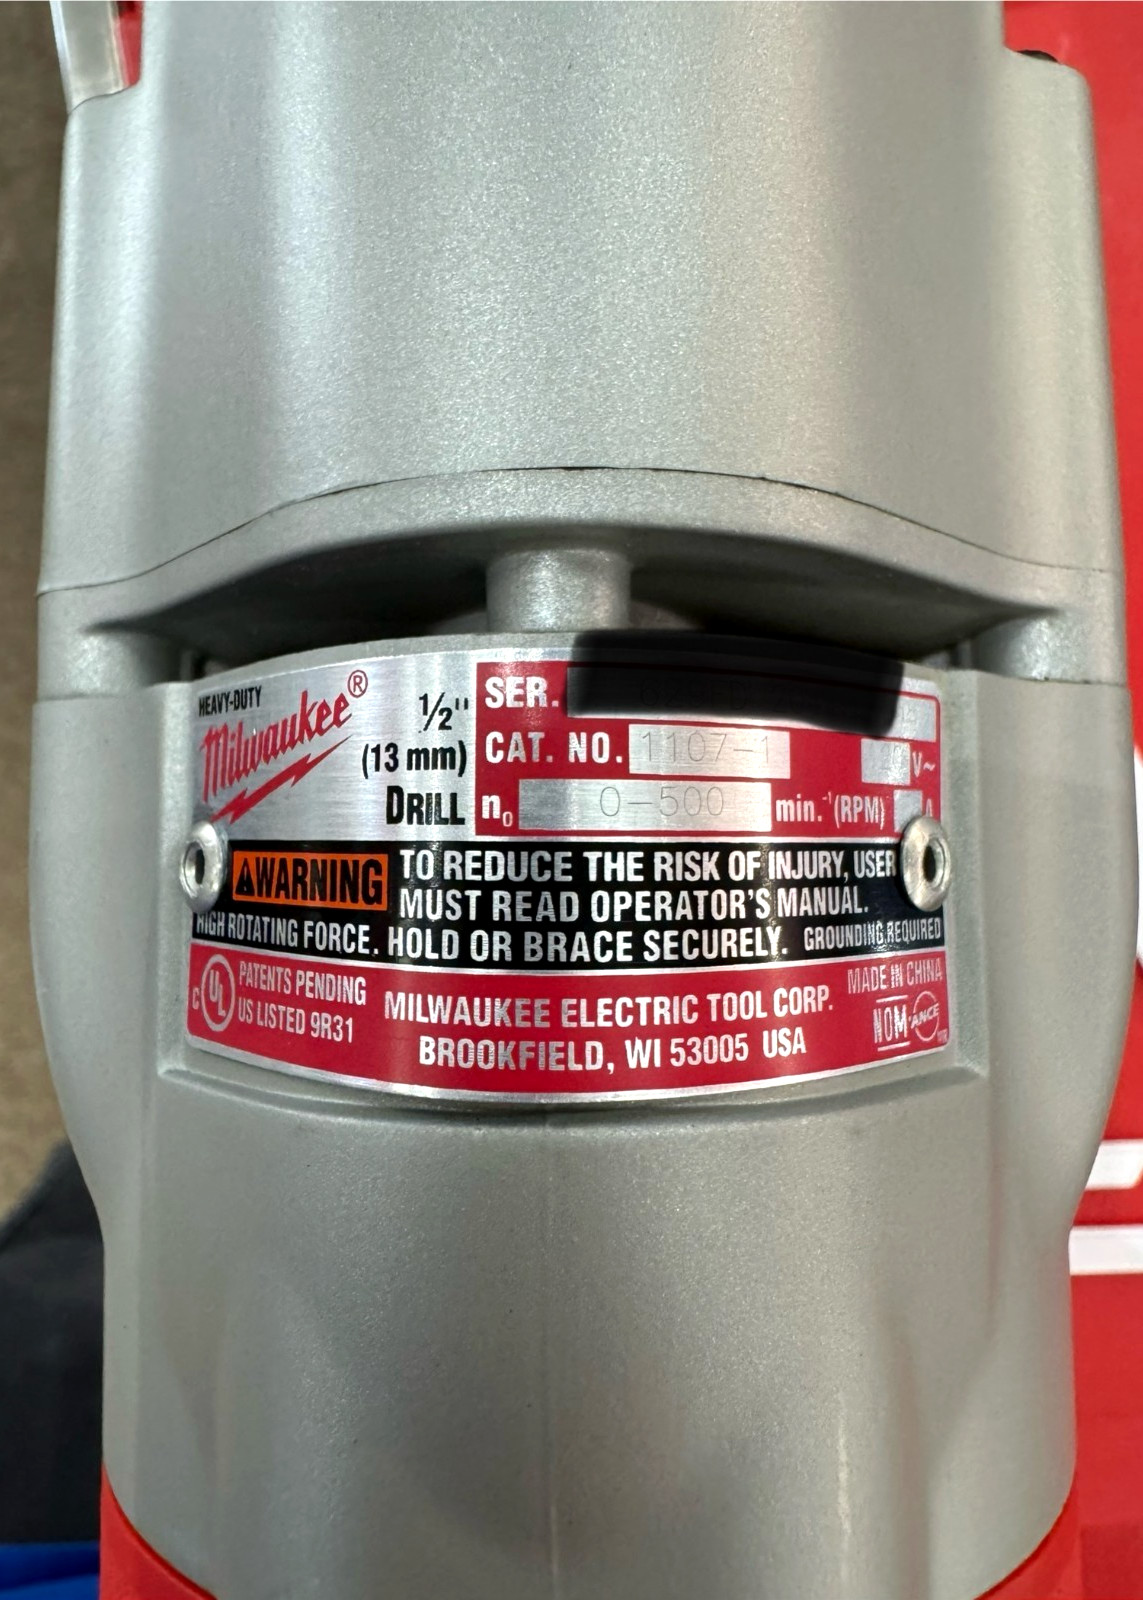 HEAVY-DUTY
Milwaukee®
1/2"
(13 mm)
DRILL
SER.
CAT. NO. 1107-1 V~
n₀ 0-500 min.⁻¹(RPM) A
⚠WARNING TO REDUCE THE RISK OF INJURY, USER
MUST READ OPERATOR'S MANUAL.
HIGH ROTATING FORCE. HOLD OR BRACE SECURELY. GROUNDING REQUIRED
C UL US LISTED 9R31
PATENTS PENDING
MILWAUKEE ELECTRIC TOOL CORP.
BROOKFIELD, WI 53005 USA
MADE IN CHINA
NOM ANCE